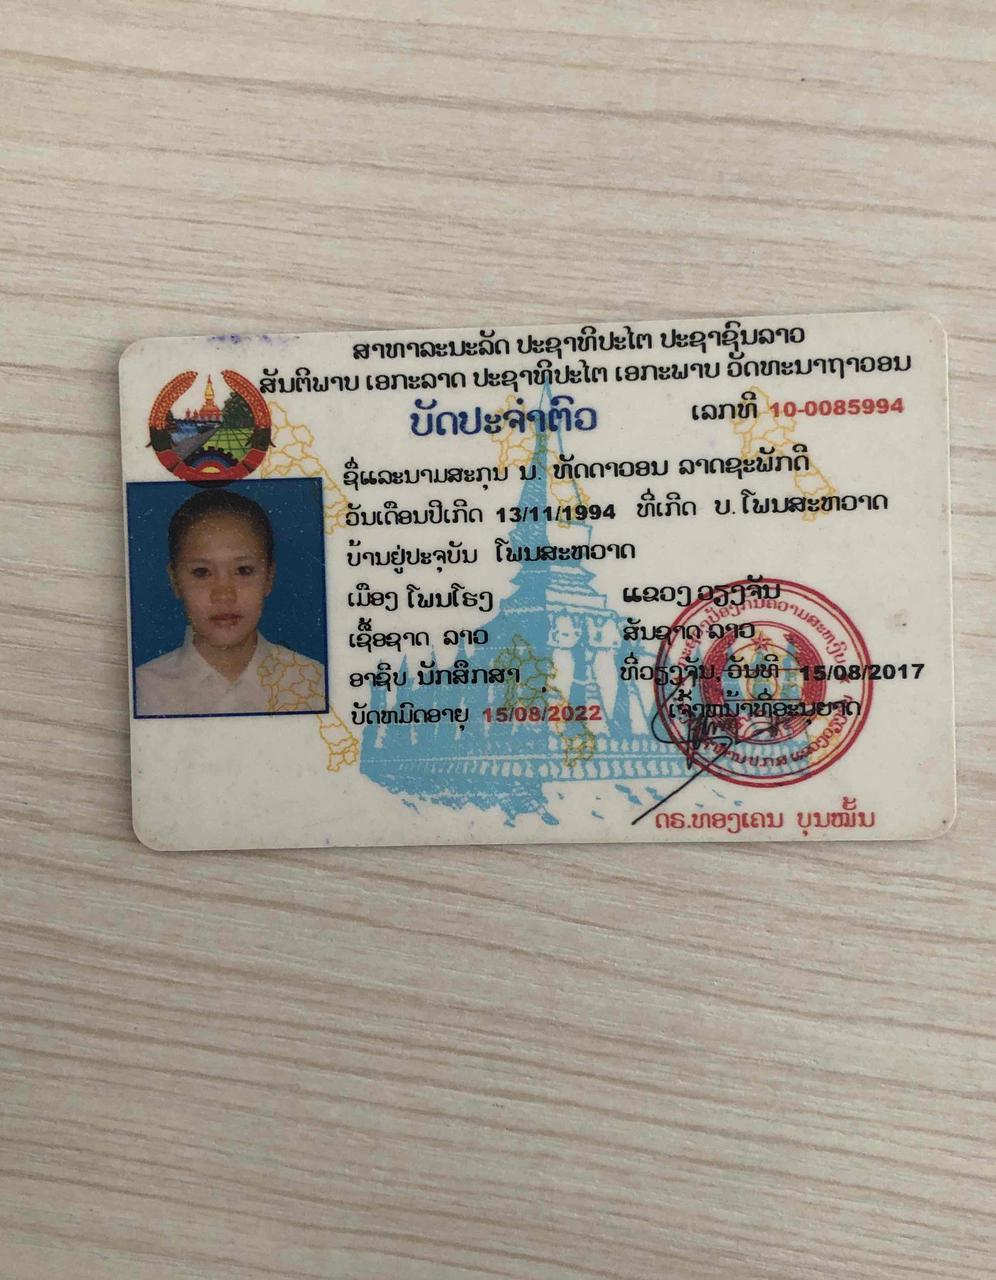 ສາທາລະນະລັດ ປະຊາທິປະໄຕ ປະຊາຊົນລາວ
ສັນຕິພາບ ເອກະລາດ ປະຊາທິປະໄຕ ເອກະພາບ ວັດທະນາຖາວອນ
ບັດປະຈຳຕົວ ເລກທີ 10-0085994
ຊື່ແລະນາມສະກຸນ ນ. ທັດດາວອນ ລາດຊະພັກດີ
ວັນເດືອນປີເກີດ 13/11/1994 ທີ່ເກີດ ບ. ໂພນສະຫວາດ
ບ້ານຢູ່ປະຈຸບັນ ໂພນສະຫວາດ
ເມືອງ ໂພນໂຮງ ແຂວງ ວຽງຈັນ
ເຊື້ອຊາດ ລາວ ສັນຊາດ ລາວ
ອາຊີບ ນັກສຶກສາ ທີ່ວຽງຈັນ, ວັນທີ 15/08/2017
ບັດຫມົດອາຍຸ 15/08/2022 ເຈົ້າຫນ້າທີ່ອະນຸຍາດ
ດຣ.ທອງເຄນ ບຸນໝັ້ນ